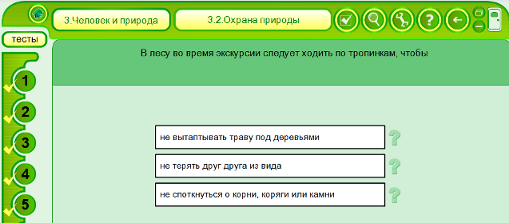 3.Человек и природа
3.2.Охрана природы
?
тесты
В лесу во время экскурсии следует ходить по тропинкам, чтобы
1
2
3
4
5
не вытаптывать траву под деревьями ?
не терять друг друга из вида ?
не споткнуться о корни, коряги или камни ?